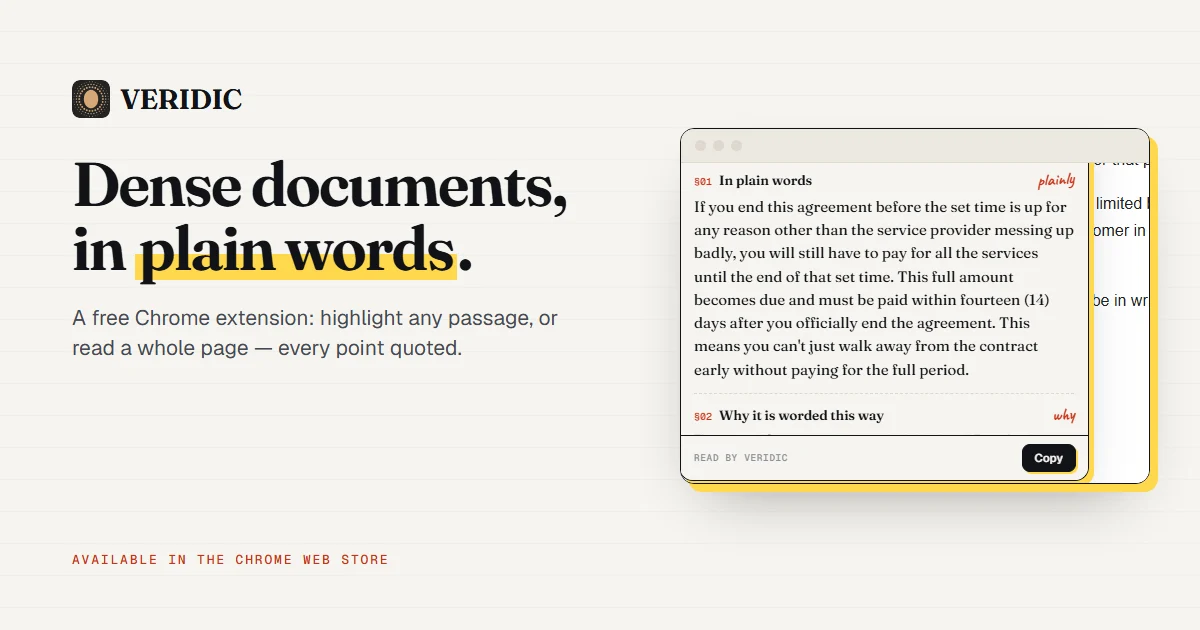 VERIDIC
Dense documents,
in plain words.
A free Chrome extension: highlight any passage, or
read a whole page — every point quoted.
AVAILABLE IN THE CHROME WEB STORE
§01 In plain words plainly
If you end this agreement before the set time is up for
any reason other than the service provider messing up
badly, you will still have to pay for all the services
until the end of that set time. This full amount
becomes due and must be paid within fourteen (14)
days after you officially end the agreement. This
means you can't just walk away from the contract
early without paying for the full period.
§02 Why it is worded this way why
READ BY VERIDIC Copy
limited
omer in
be in wr